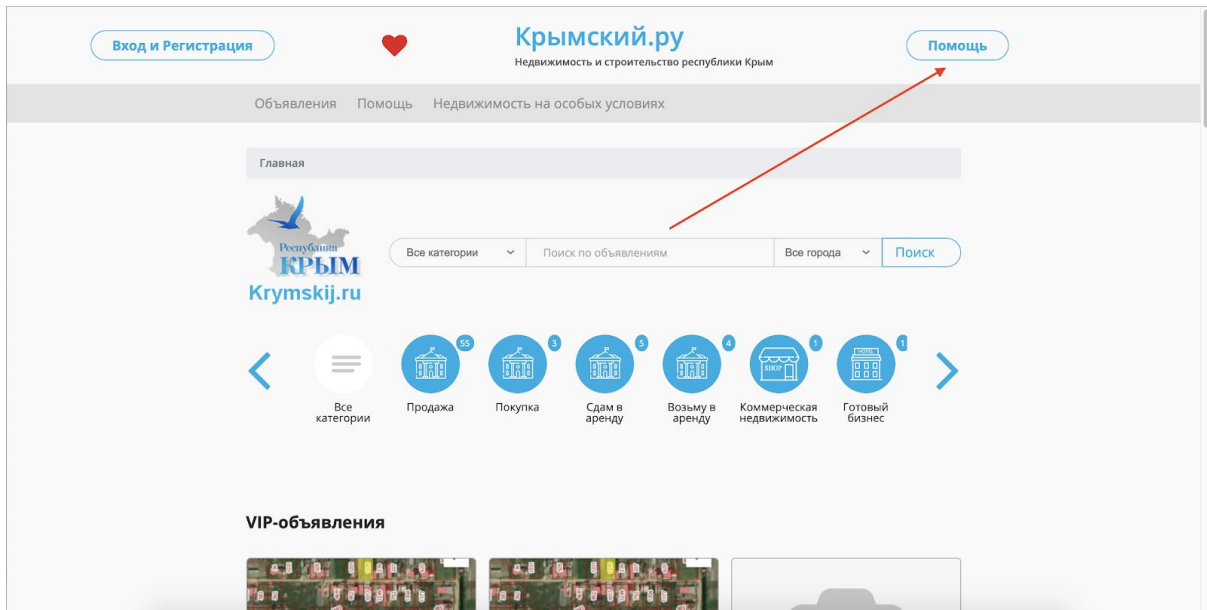 Вход и Регистрация
Крымский.ру
Недвижимость и строительство республики Крым
Помощь
Объявления Помощь Недвижимость на особых условиях
Главная
Республика
КРЫМ
Krymskij.ru
Все категории
Поиск по объявлениям
Все города
Поиск
55
3
5
4
1
1
SHOP
HOTEL
Все
категории
Продажа
Покупка
Сдам в
аренду
Возьму в
аренду
Коммерческая
недвижимость
Готовый
бизнес
VIP-объявления